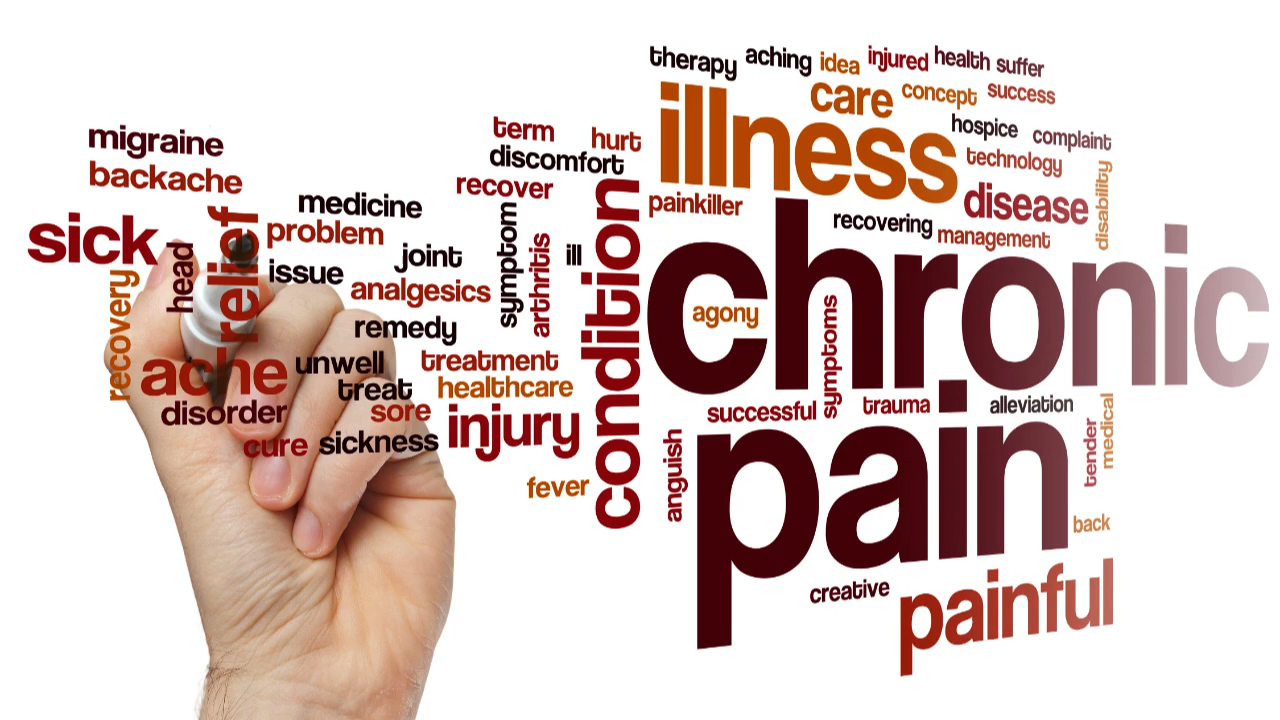 therapy aching idea injured health suffer
illness care concept success
hospice complaint
technology
disability
painkiller
disease
recovering
management
migraine
backache
sick
head
relief
recovery
ache
disorder
cure
medicine
problem
issue
joint
analgesics
remedy
unwell
treat
treatment
healthcare
sore
sickness
injury
fever
term
hurt
discomfort
recover
symptom
arthritis
ill
condition
chronic
agony
symptoms
successful
trauma
alleviation
anguish
pain
tender
medical
back
creative
painful